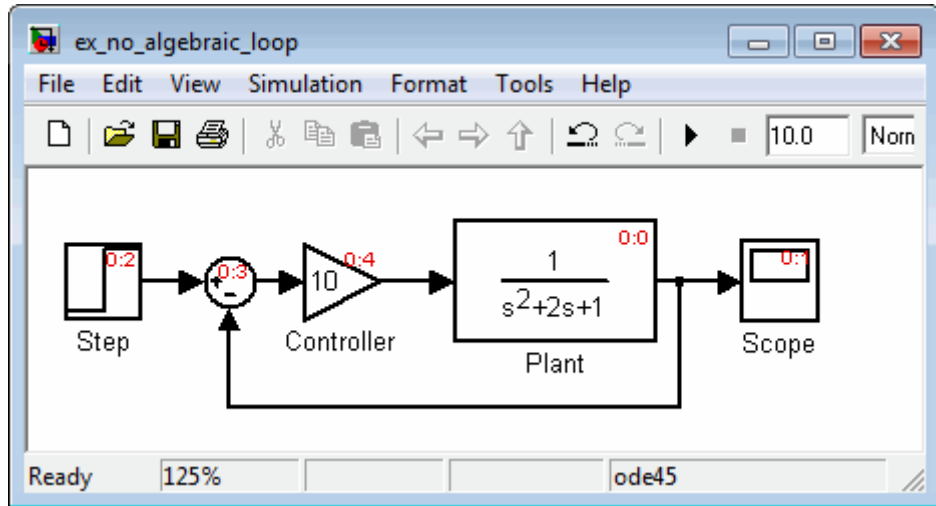 ex_no_algebraic_loop
File Edit View Simulation Format Tools Help
10.0 Norn
0:2 0:3 0:4 0:0 0:1
+
-
10
1
s²+2s+1
Step Controller Plant Scope
Ready 125% ode45